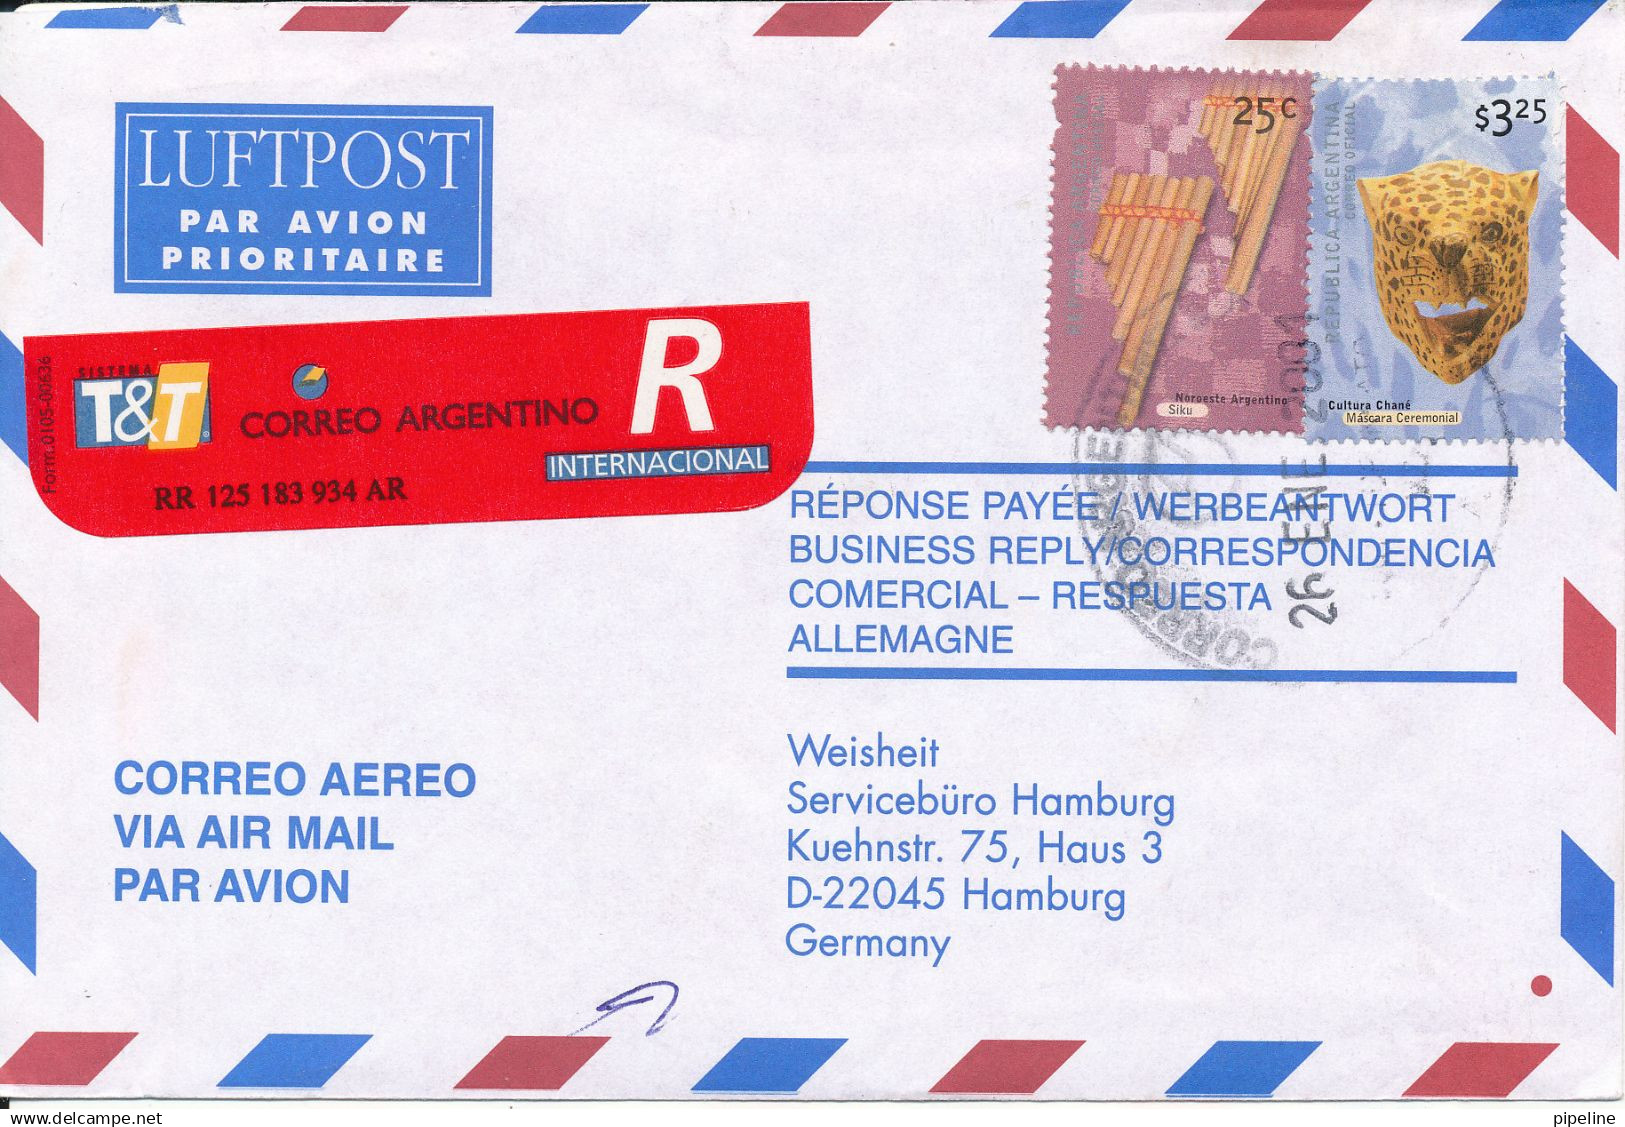 LUFTPOST
PAR AVION
PRIORITAIRE
Form.0105-00636
SISTEMA
T&T
CORREO ARGENTINO
R
INTERNACIONAL
RR 125 183 934 AR
25c
REPUBLICA ARGENTINA
Noroeste Argentino
Siku
$3.25
REPUBLICA ARGENTINA
CORREO OFICIAL
Cultura Chané
Máscara Ceremonial
26 ENE 2001
RÉPONSE PAYÉE / WERBEANTWORT
BUSINESS REPLY/CORRESPONDENCIA
COMERCIAL – RESPUESTA
ALLEMAGNE
CORREO AEREO
VIA AIR MAIL
PAR AVION
Weisheit
Servicebüro Hamburg
Kuehnstr. 75, Haus 3
D-22045 Hamburg
Germany
pipeline